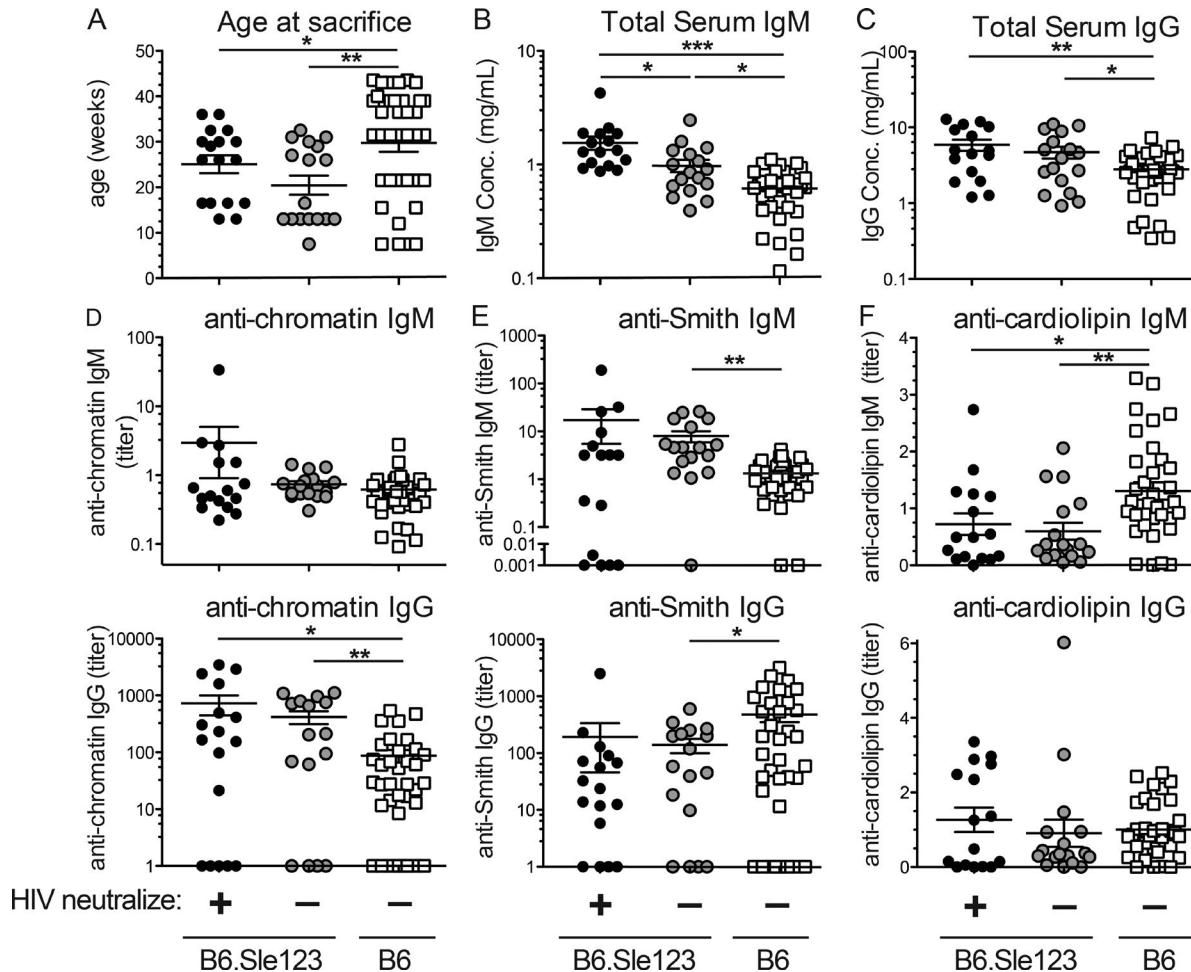 A Age at sacrifice
* **
age (weeks)
50
40
30
20
10
0
B Total Serum IgM
*** * *
IgM Conc. (mg/mL)
10
1
0.1
C Total Serum IgG
** *
IgG Conc. (mg/mL)
100
10
1
0.1
D anti-chromatin IgM
anti-chromatin IgM
(titer)
100
10
1
0.1
E anti-Smith IgM
**
anti-Smith IgM (titer)
1000
100
10
1
0.1
0.01
0.001
F anti-cardiolipin IgM
* **
anti-cardiolipin IgM (titer)
4
3
2
1
0
anti-chromatin IgG
* **
anti-chromatin IgG (titer)
10000
1000
100
10
1
anti-Smith IgG
*
anti-Smith IgG (titer)
10000
1000
100
10
1
anti-cardiolipin IgG
anti-cardiolipin IgG (titer)
6
4
2
0
HIV neutralize: + − − + − − + − −
B6.Sle123 B6 B6.Sle123 B6 B6.Sle123 B6